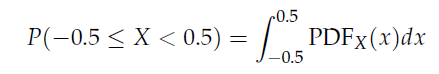 P(−0.5 ≤ X < 0.5) = ∫_{−0.5}^{0.5} PDF_X(x)dx